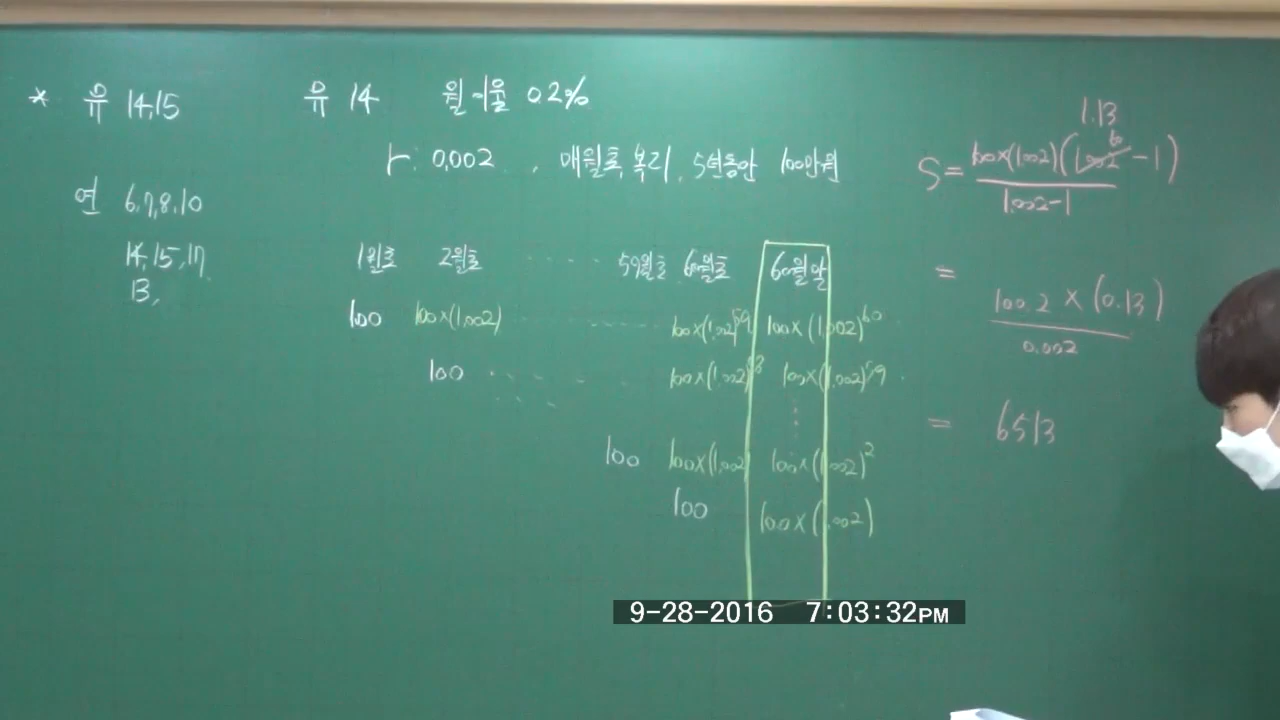 * 유 14,15
유 14 월이율 0.2%
r: 0.002 , 매월초, 복리, 5년동안 100만원
연 6,7,8,10
14,15,17,
13,
1월초 2월초 ...... 59월초 60월초 60월말
100 100×(1.002) ...... 100×(1.002)^59 100×(1.002)^60
100 ...... 100×(1.002)^58 100×(1.002)^59
100 100×(1.002) 100×(1.002)^2
100 100×(1.002)
1.13
S = 100×(1.002)(1.002^60 - 1) / 1.002-1
= 100.2 × (0.13) / 0.002
= 6513
9-28-2016 7:03:32PM